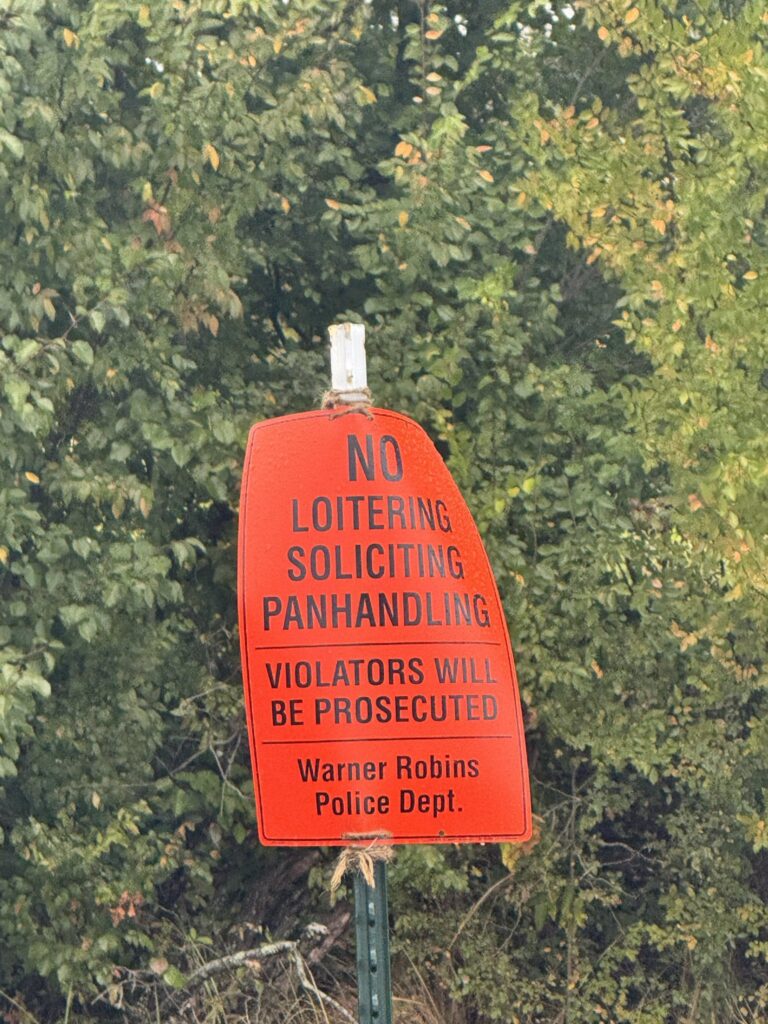 NO
LOITERING
SOLICITING
PANHANDLING
VIOLATORS WILL
BE PROSECUTED
Warner Robins
Police Dept.